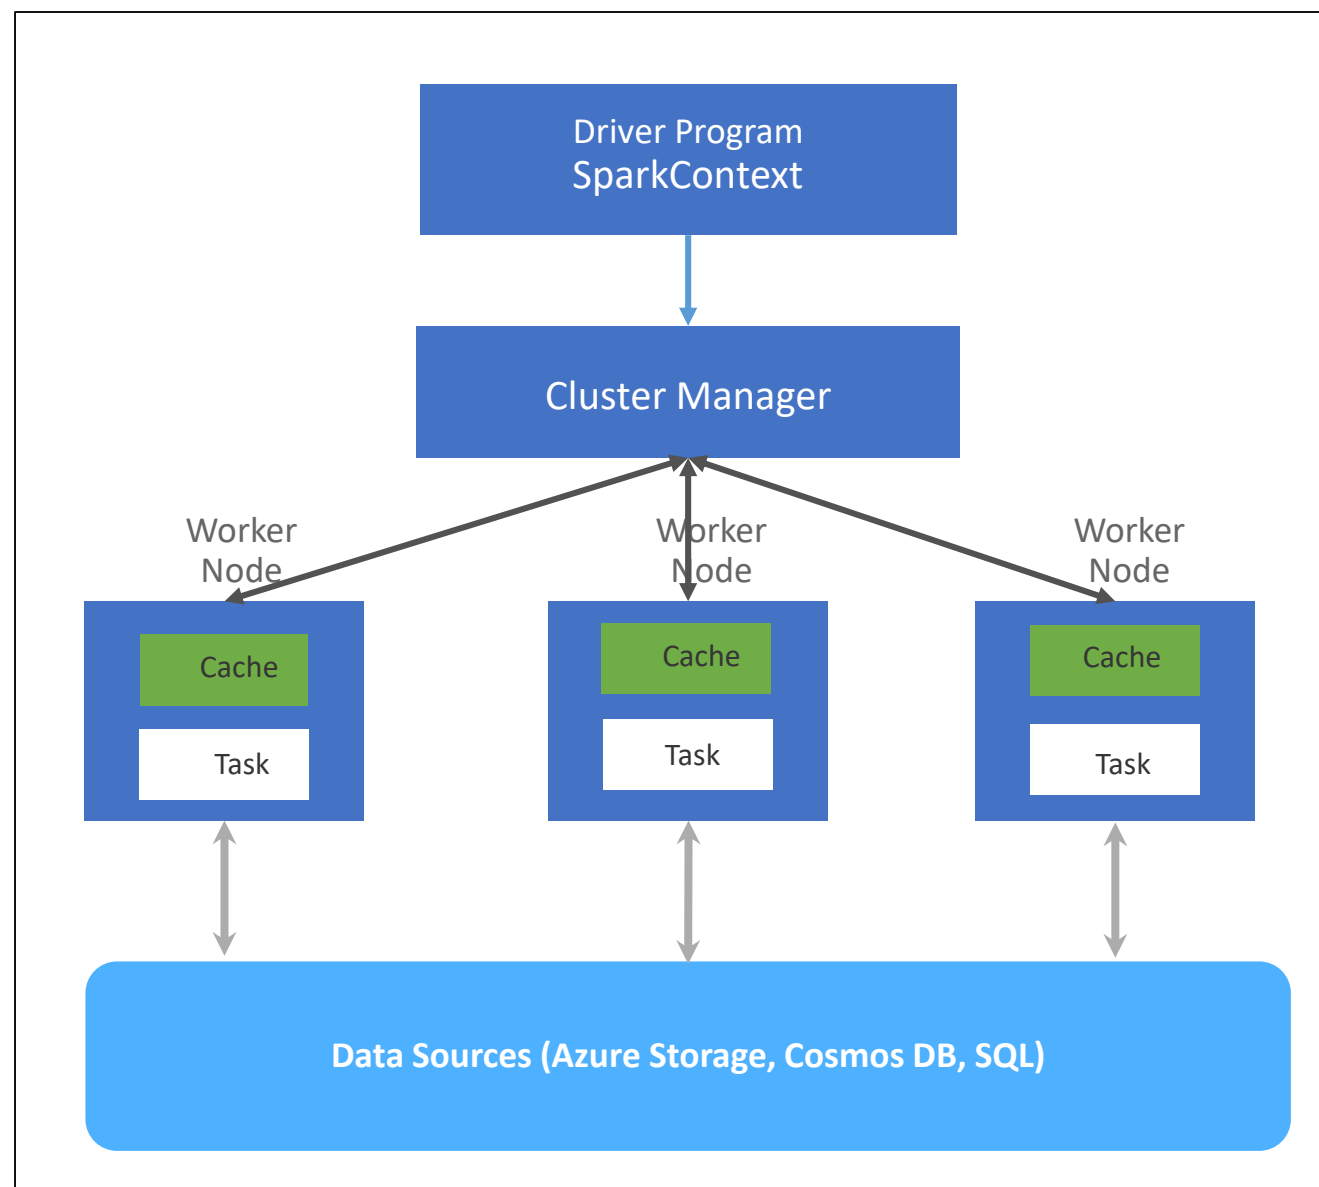 Driver Program
SparkContext
Cluster Manager
Worker
Node
Worker
Node
Worker
Node
Cache
Cache
Cache
Task
Task
Task
Data Sources (Azure Storage, Cosmos DB, SQL)